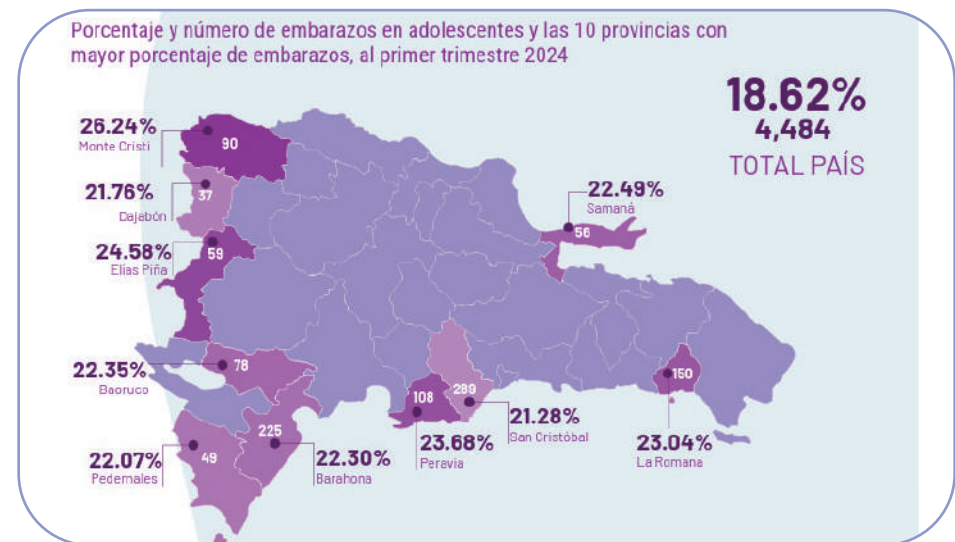 Porcentaje y número de embarazos en adolescentes y las 10 provincias con
mayor porcentaje de embarazos, al primer trimestre 2024
18.62%
4,484
TOTAL PAÍS
26.24%
Monte Cristi
90
21.76%
Dajabón
37
24.58%
Elías Piña
59
22.49%
Samaná
56
22.35%
Baoruco
78
22.07%
Pedernales
49
225
22.30%
Barahona
108
23.68%
Peravia
289
21.28%
San Cristóbal
150
23.04%
La Romana